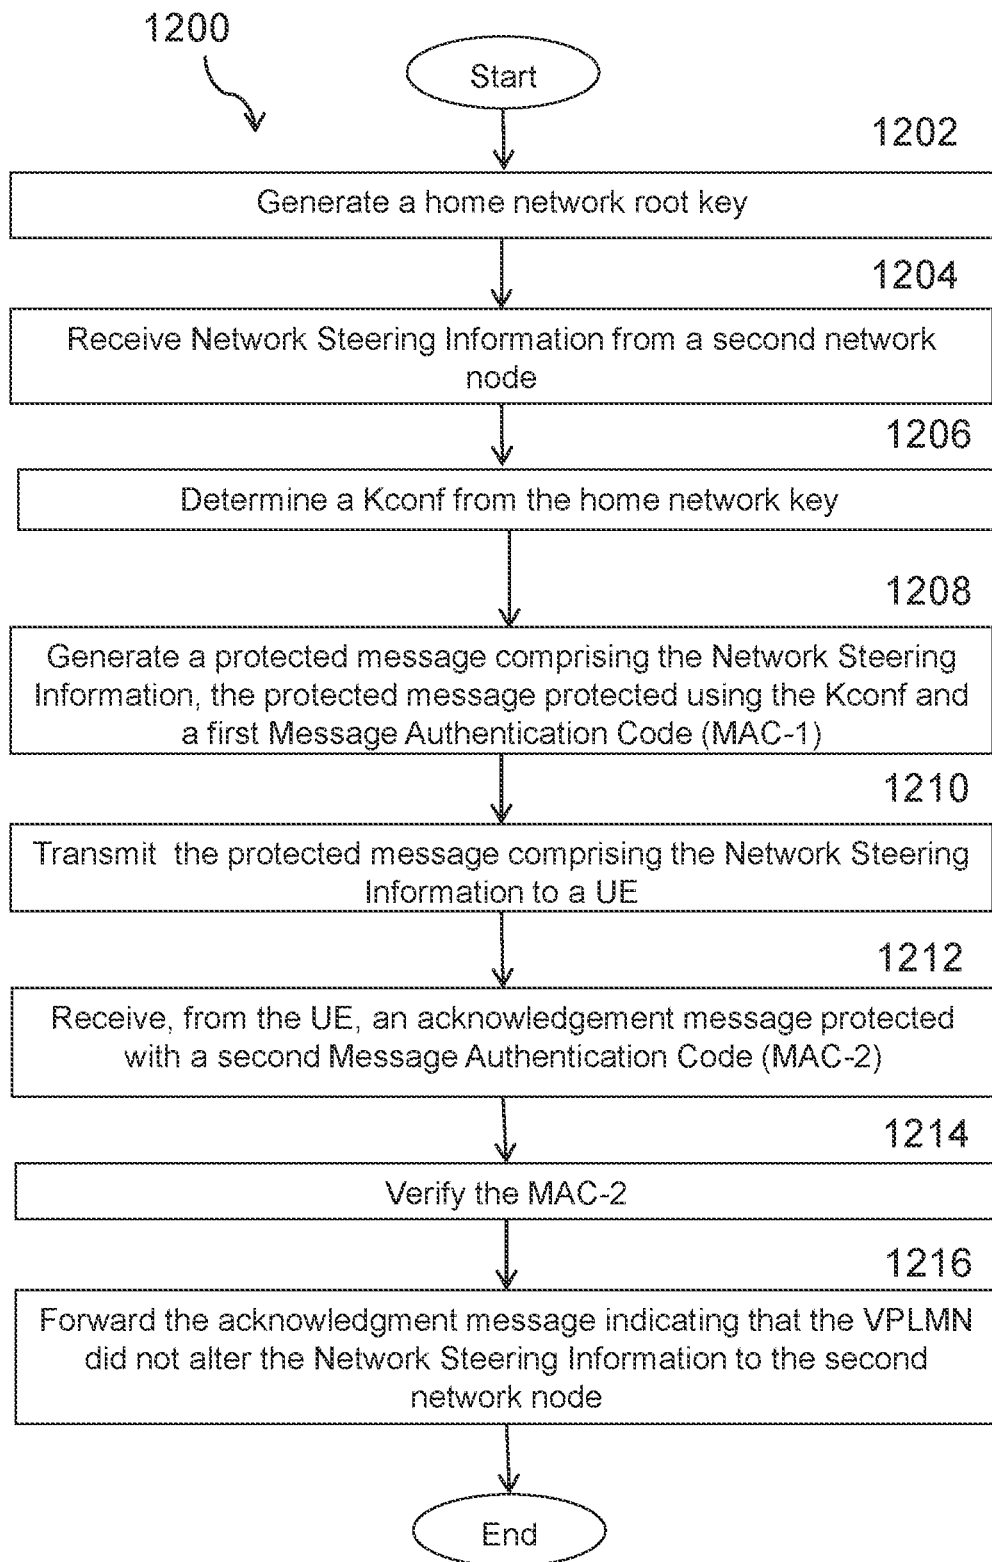 1200
Start
1202
Generate a home network root key
1204
Receive Network Steering Information from a second network
node
1206
Determine a Kconf from the home network key
1208
Generate a protected message comprising the Network Steering
Information, the protected message protected using the Kconf and
a first Message Authentication Code (MAC-1)
1210
Transmit the protected message comprising the Network Steering
Information to a UE
1212
Receive, from the UE, an acknowledgement message protected
with a second Message Authentication Code (MAC-2)
1214
Verify the MAC-2
1216
Forward the acknowledgment message indicating that the VPLMN
did not alter the Network Steering Information to the second
network node
End